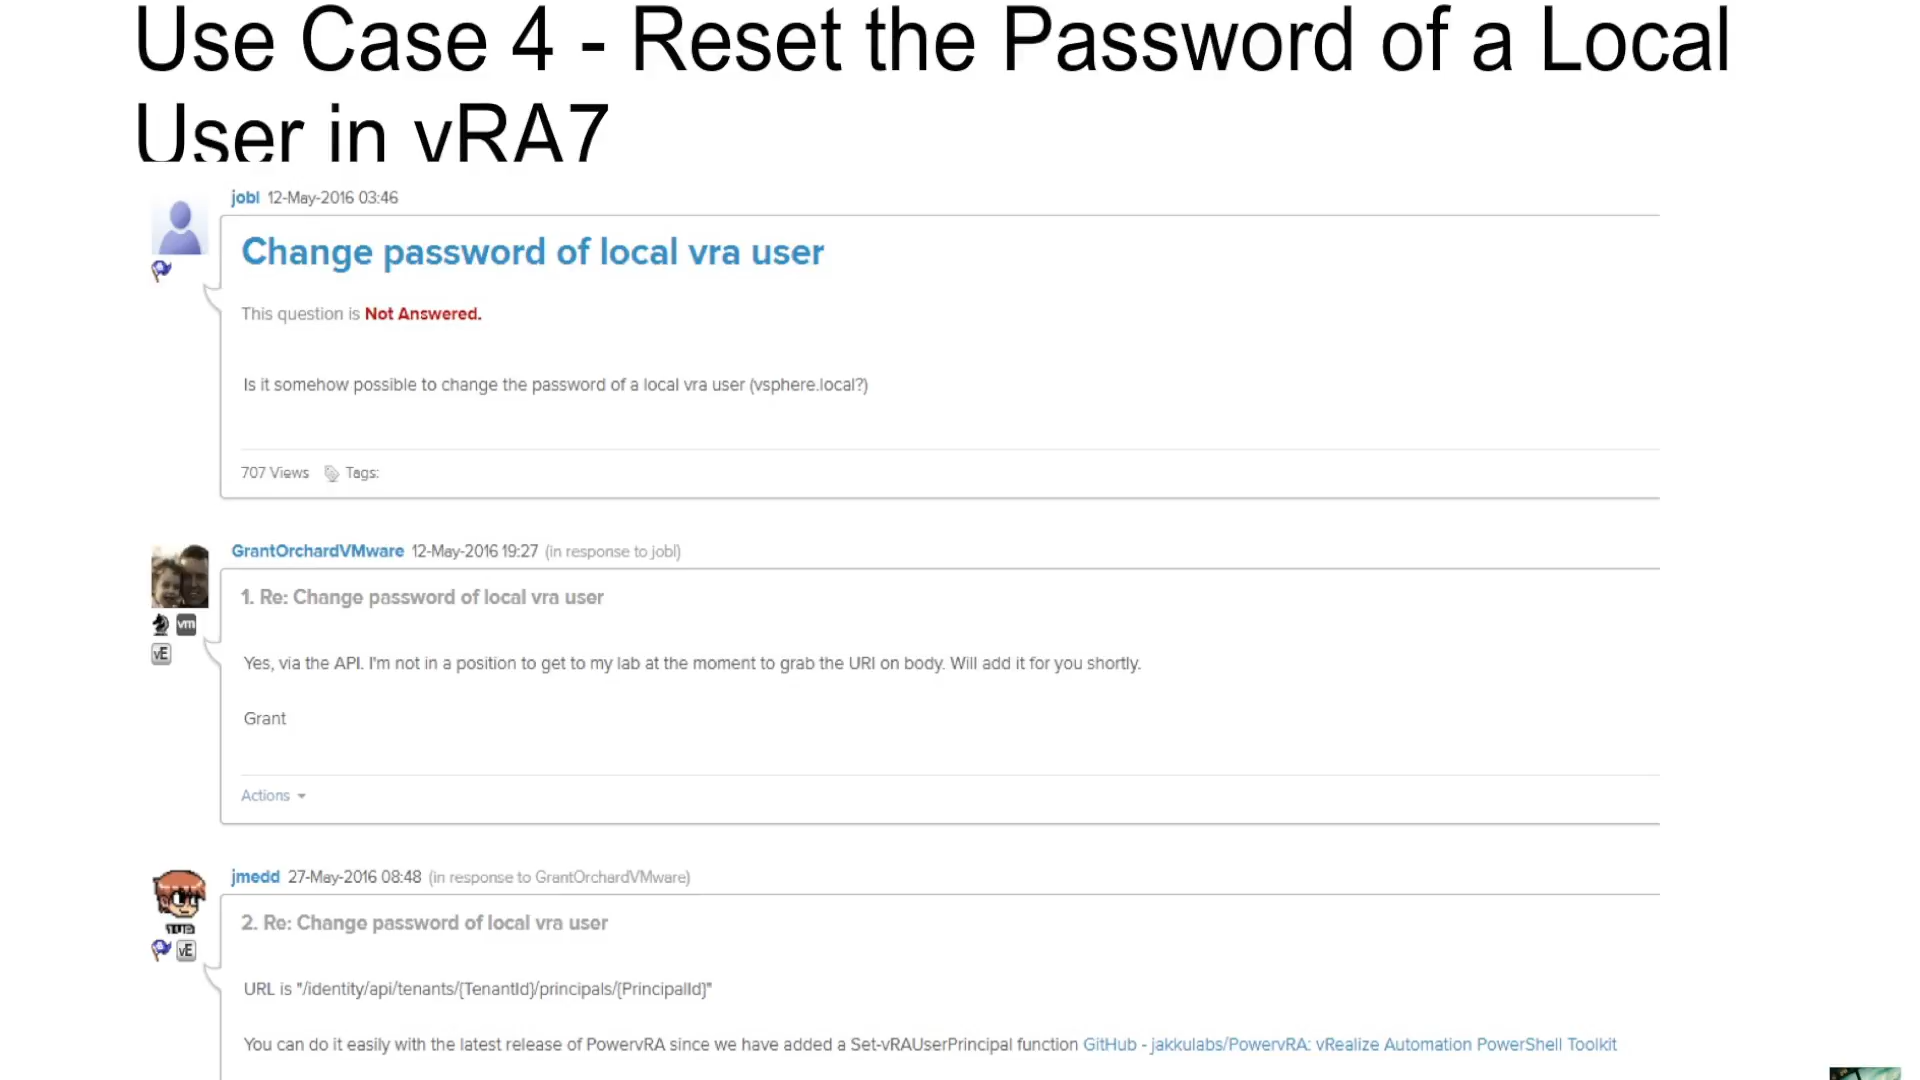 Use Case 4 - Reset the Password of a Local
User in vRA7
jobl 12-May-2016 03:46
Change password of local vra user
This question is Not Answered.
Is it somehow possible to change the password of a local vra user (vsphere.local?)
707 Views Tags:
GrantOrchardVMware 12-May-2016 19:27 (in response to jobl)
vm
vE
1. Re: Change password of local vra user
Yes, via the API. I'm not in a position to get to my lab at the moment to grab the URI on body. Will add it for you shortly.
Grant
Actions
jmedd 27-May-2016 08:48 (in response to GrantOrchardVMware)
vE
2. Re: Change password of local vra user
URL is "/identity/api/tenants/{TenantId}/principals/{PrincipalId}"
You can do it easily with the latest release of PowervRA since we have added a Set-vRAUserPrincipal function GitHub - jakkulabs/PowervRA: vRealize Automation PowerShell Toolkit